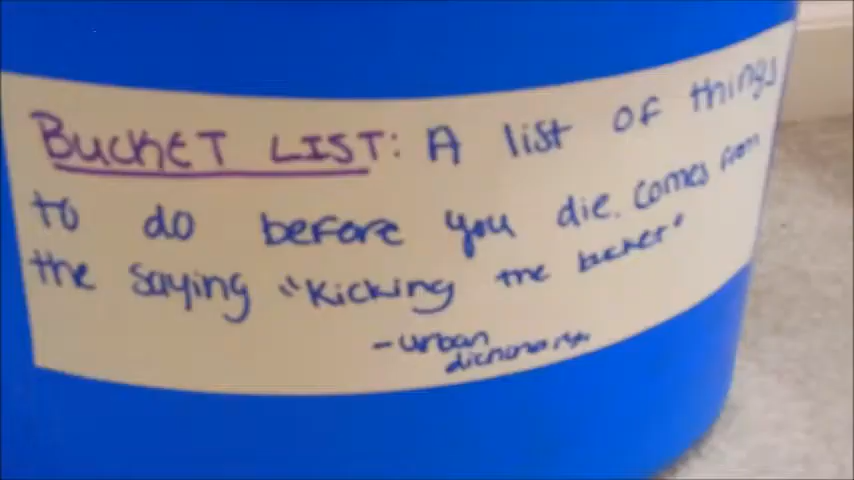 BUCKET LIST: A list of things
to do before you die. Comes from
the saying "Kicking the bucket"
- urban
dictionary.